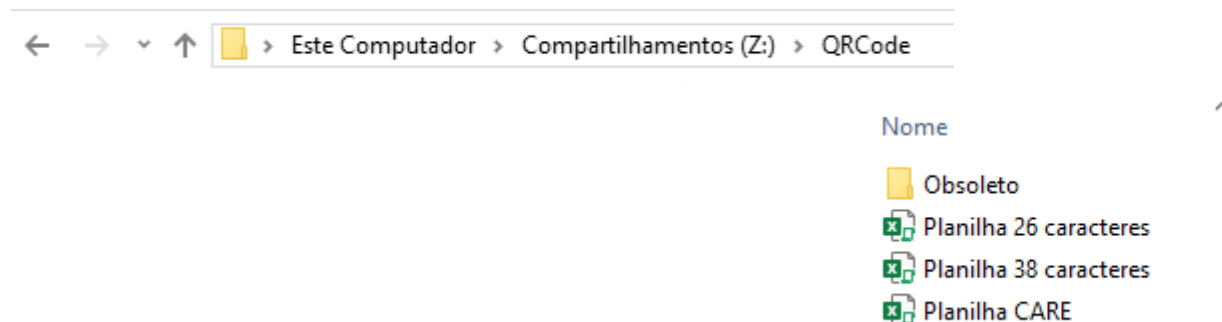 Este Computador > Compartilhamentos (Z:) > QRCode
Nome
Obsoleto
Planilha 26 caracteres
Planilha 38 caracteres
Planilha CARE